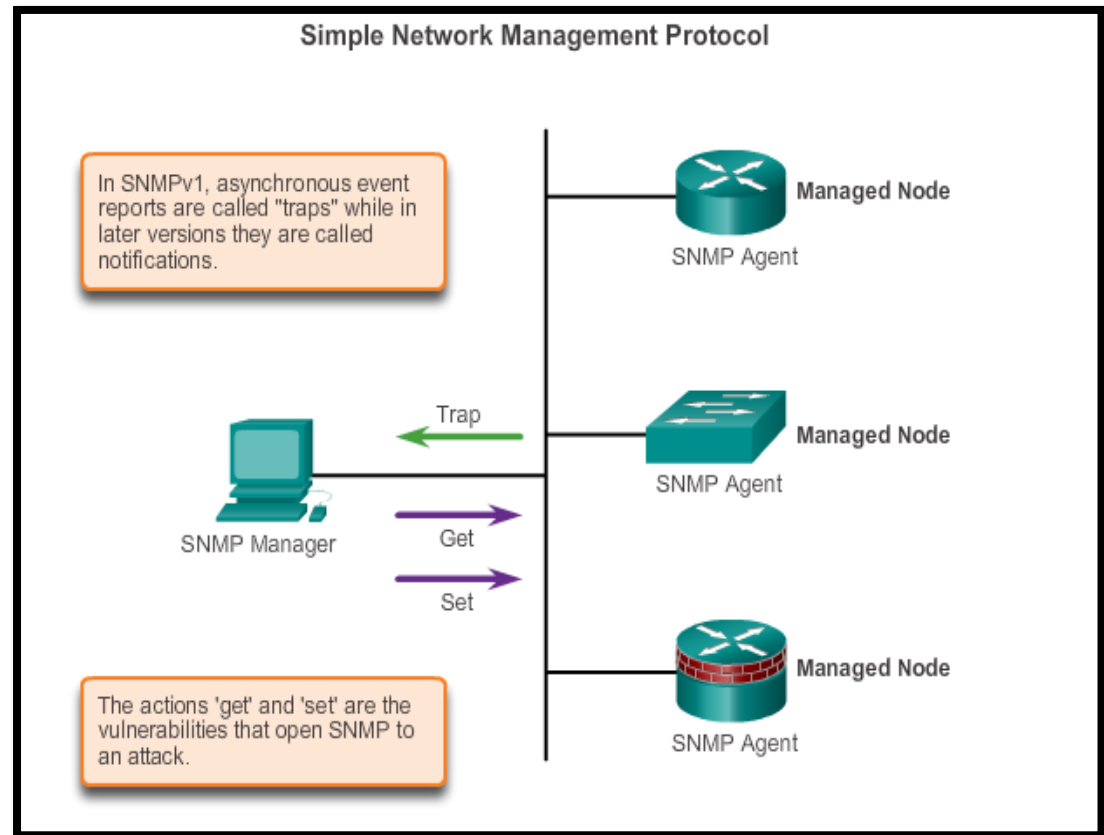 Simple Network Management Protocol
In SNMPv1, asynchronous event
reports are called "traps" while in
later versions they are called
notifications.
Managed Node
SNMP Agent
Trap
Managed Node
SNMP Agent
SNMP Manager
Get
Set
Managed Node
SNMP Agent
The actions 'get' and 'set' are the
vulnerabilities that open SNMP to
an attack.